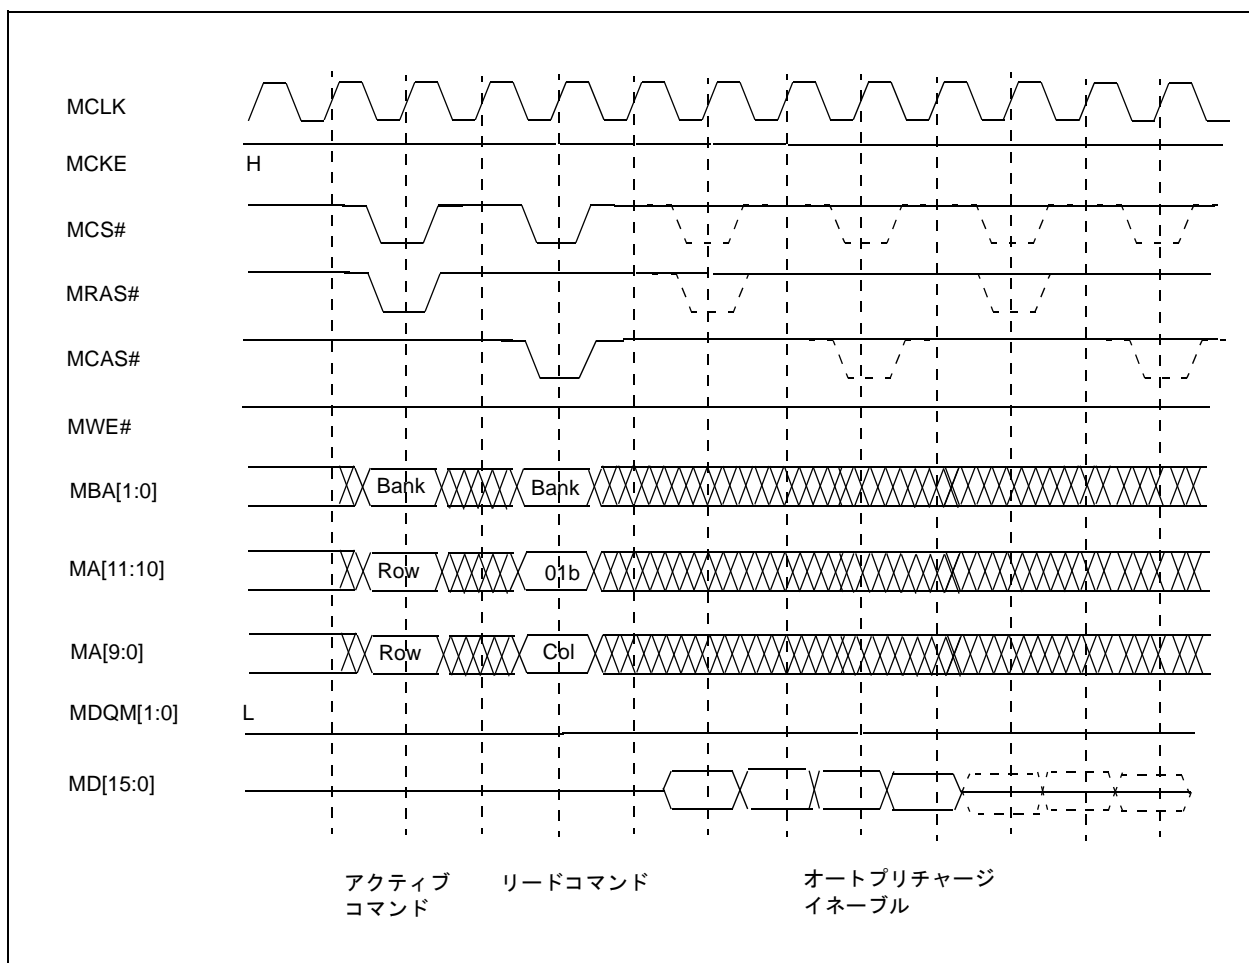 MCLK
MCKE H
MCS#
MRAS#
MCAS#
MWE#
MBA[1:0] Bank Bank
MA[11:10] Row 01b
MA[9:0] Row Col
MDQM[1:0] L
MD[15:0]
アクティブ リードコマンド オートプリチャージ
コマンド イネーブル